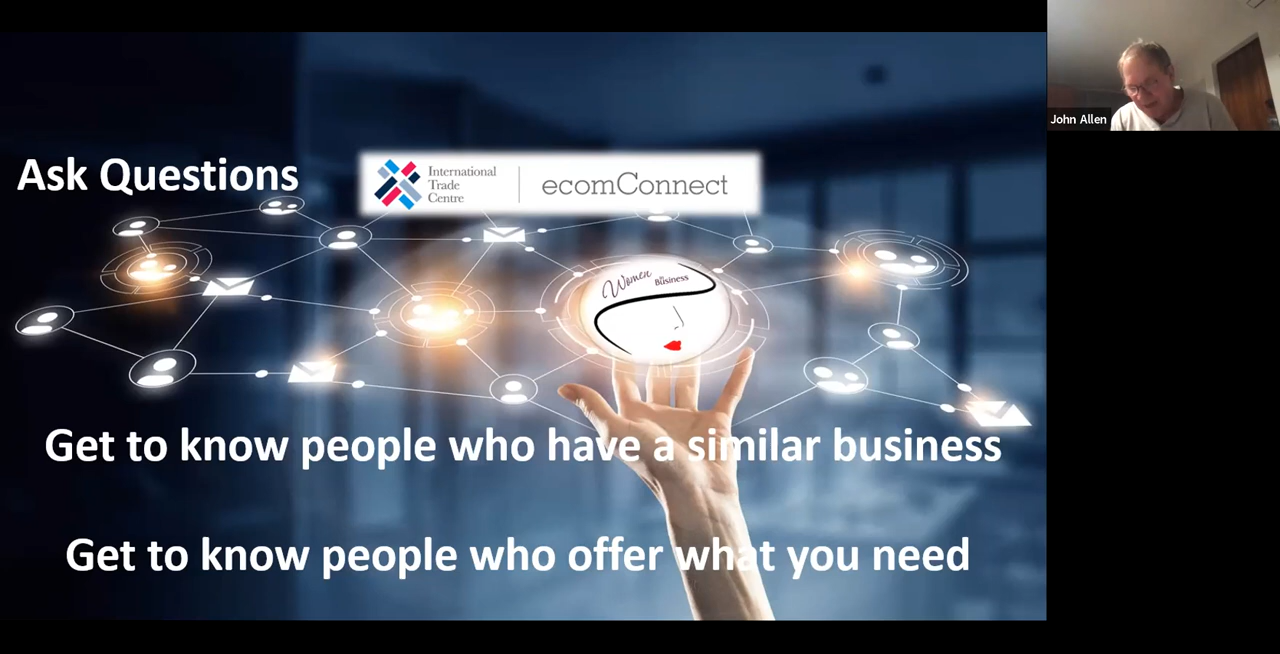 John Allen
Ask Questions
International
Trade
Centre
ecomConnect
Women in
Business
Get to know people who have a similar business
Get to know people who offer what you need